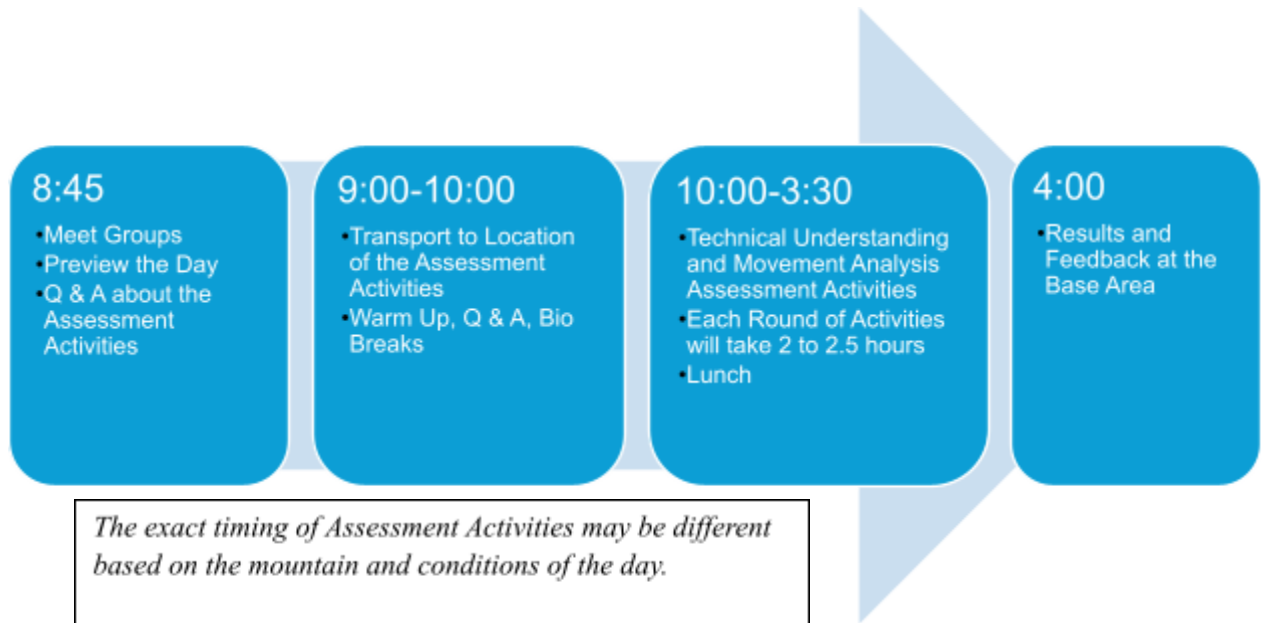 8:45
•Meet Groups
•Preview the Day
•Q & A about the
Assessment
Activities
9:00-10:00
•Transport to Location
of the Assessment
Activities
•Warm Up, Q & A, Bio
Breaks
10:00-3:30
•Technical Understanding
and Movement Analysis
Assessment Activities
•Each Round of Activities
will take 2 to 2.5 hours
•Lunch
4:00
•Results and
Feedback at the
Base Area
The exact timing of Assessment Activities may be different
based on the mountain and conditions of the day.